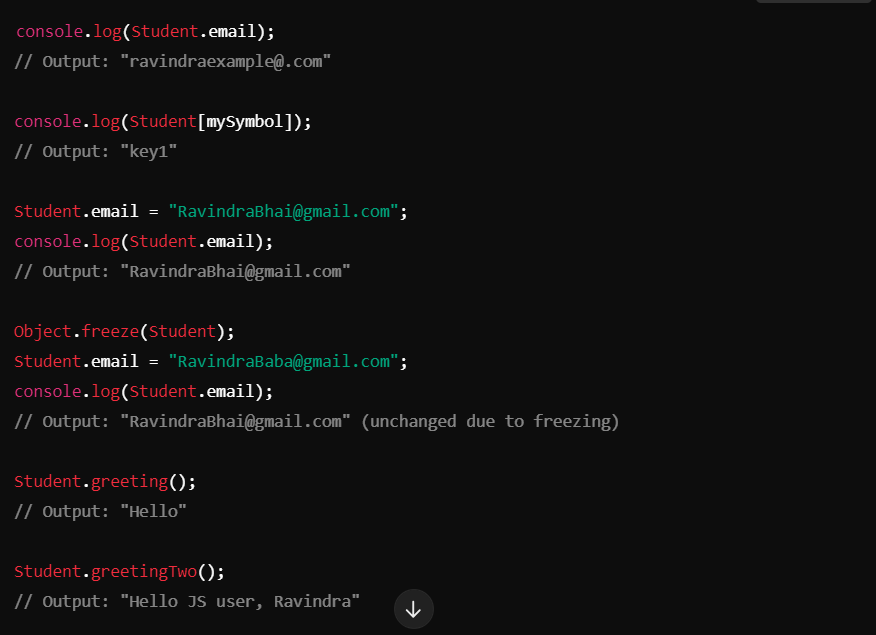 console.log(Student.email);
// Output: "ravindraexample@.com"
console.log(Student[mySymbol]);
// Output: "key1"
Student.email = "RavindraBhai@gmail.com";
console.log(Student.email);
// Output: "RavindraBhai@gmail.com"
Object.freeze(Student);
Student.email = "RavindraBaba@gmail.com";
console.log(Student.email);
// Output: "RavindraBhai@gmail.com" (unchanged due to freezing)
Student.greeting();
// Output: "Hello"
Student.greetingTwo();
// Output: "Hello JS user, Ravindra"